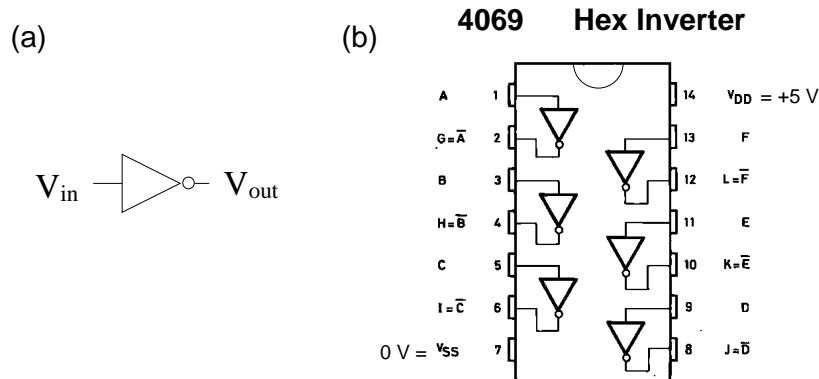 4069 Hex Inverter
(a)
(b)
V_in V_out
A 1
G=A̅ 2
B 3
H=B̅ 4
C 5
I=C̅ 6
0 V = V_SS 7
14 V_DD = +5 V
13 F
12 L=F̅
11 E
10 K=E̅
9 D
8 J=D̅